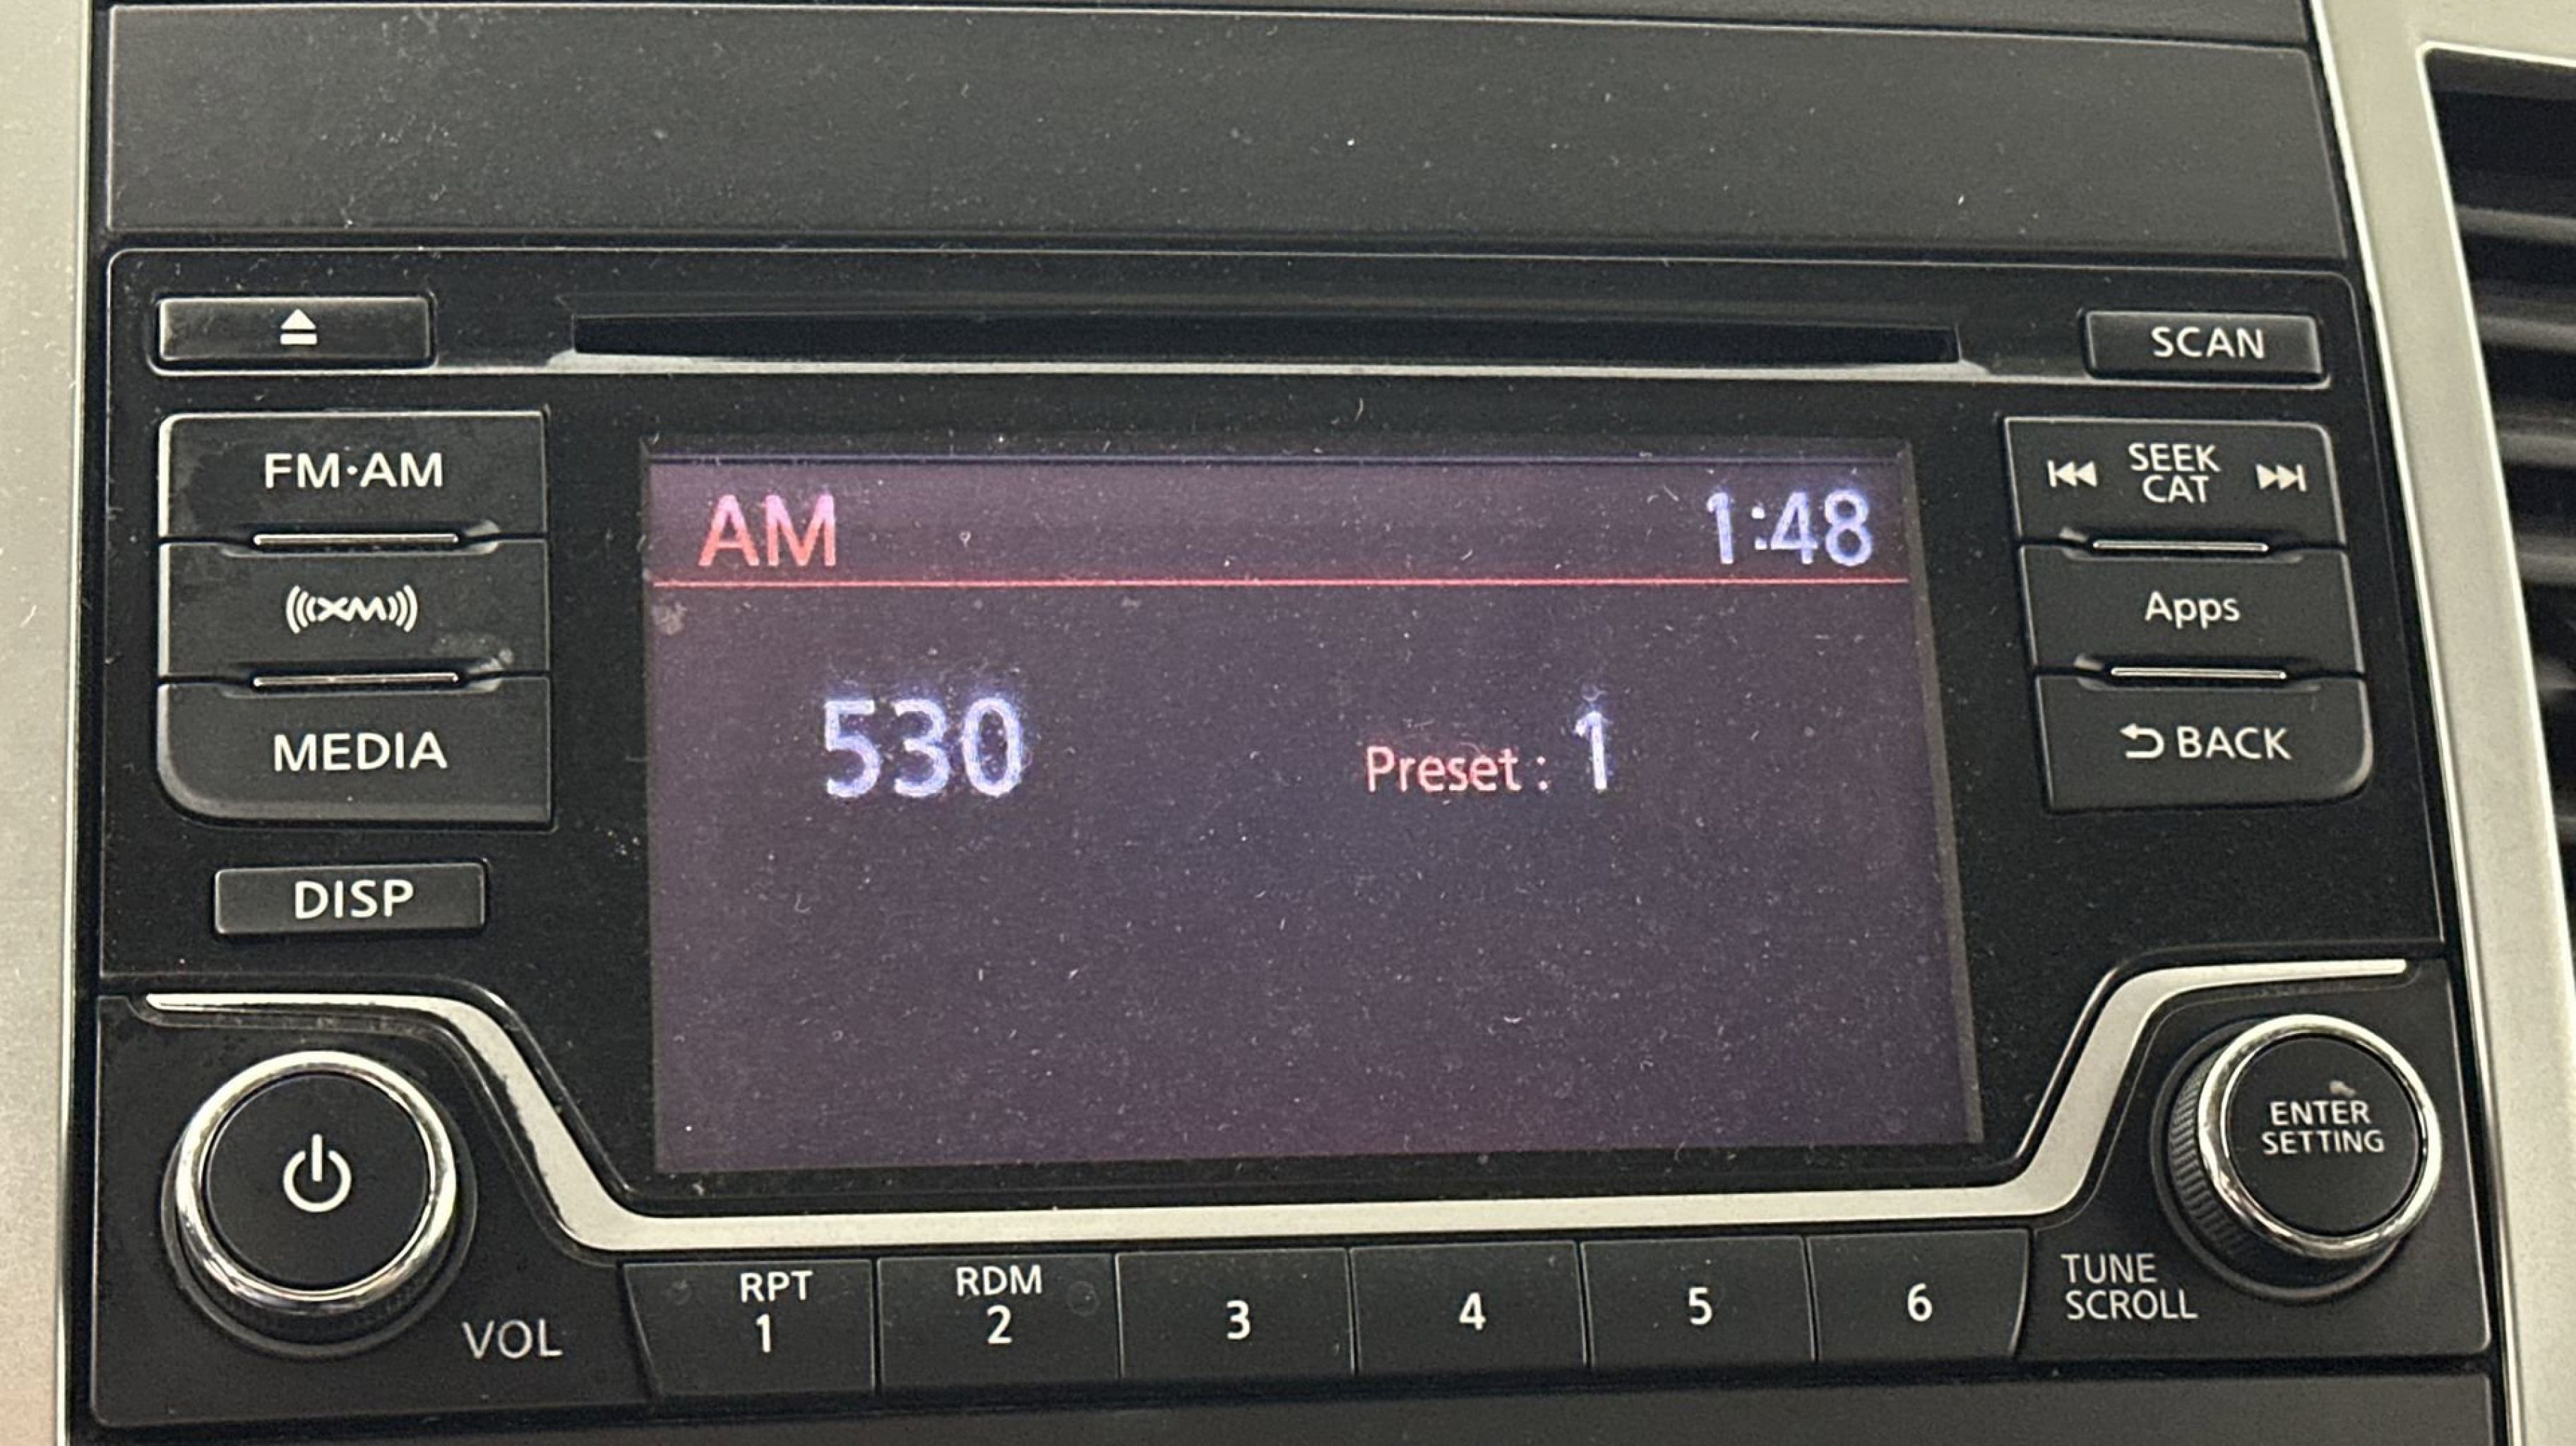 SCAN
FM·AM
SEEK
CAT
AM 1:48
XM
Apps
530 Preset : 1
MEDIA
BACK
DISP
ENTER
SETTING
VOL
RPT
1
RDM
2
3
4
5
6
TUNE
SCROLL